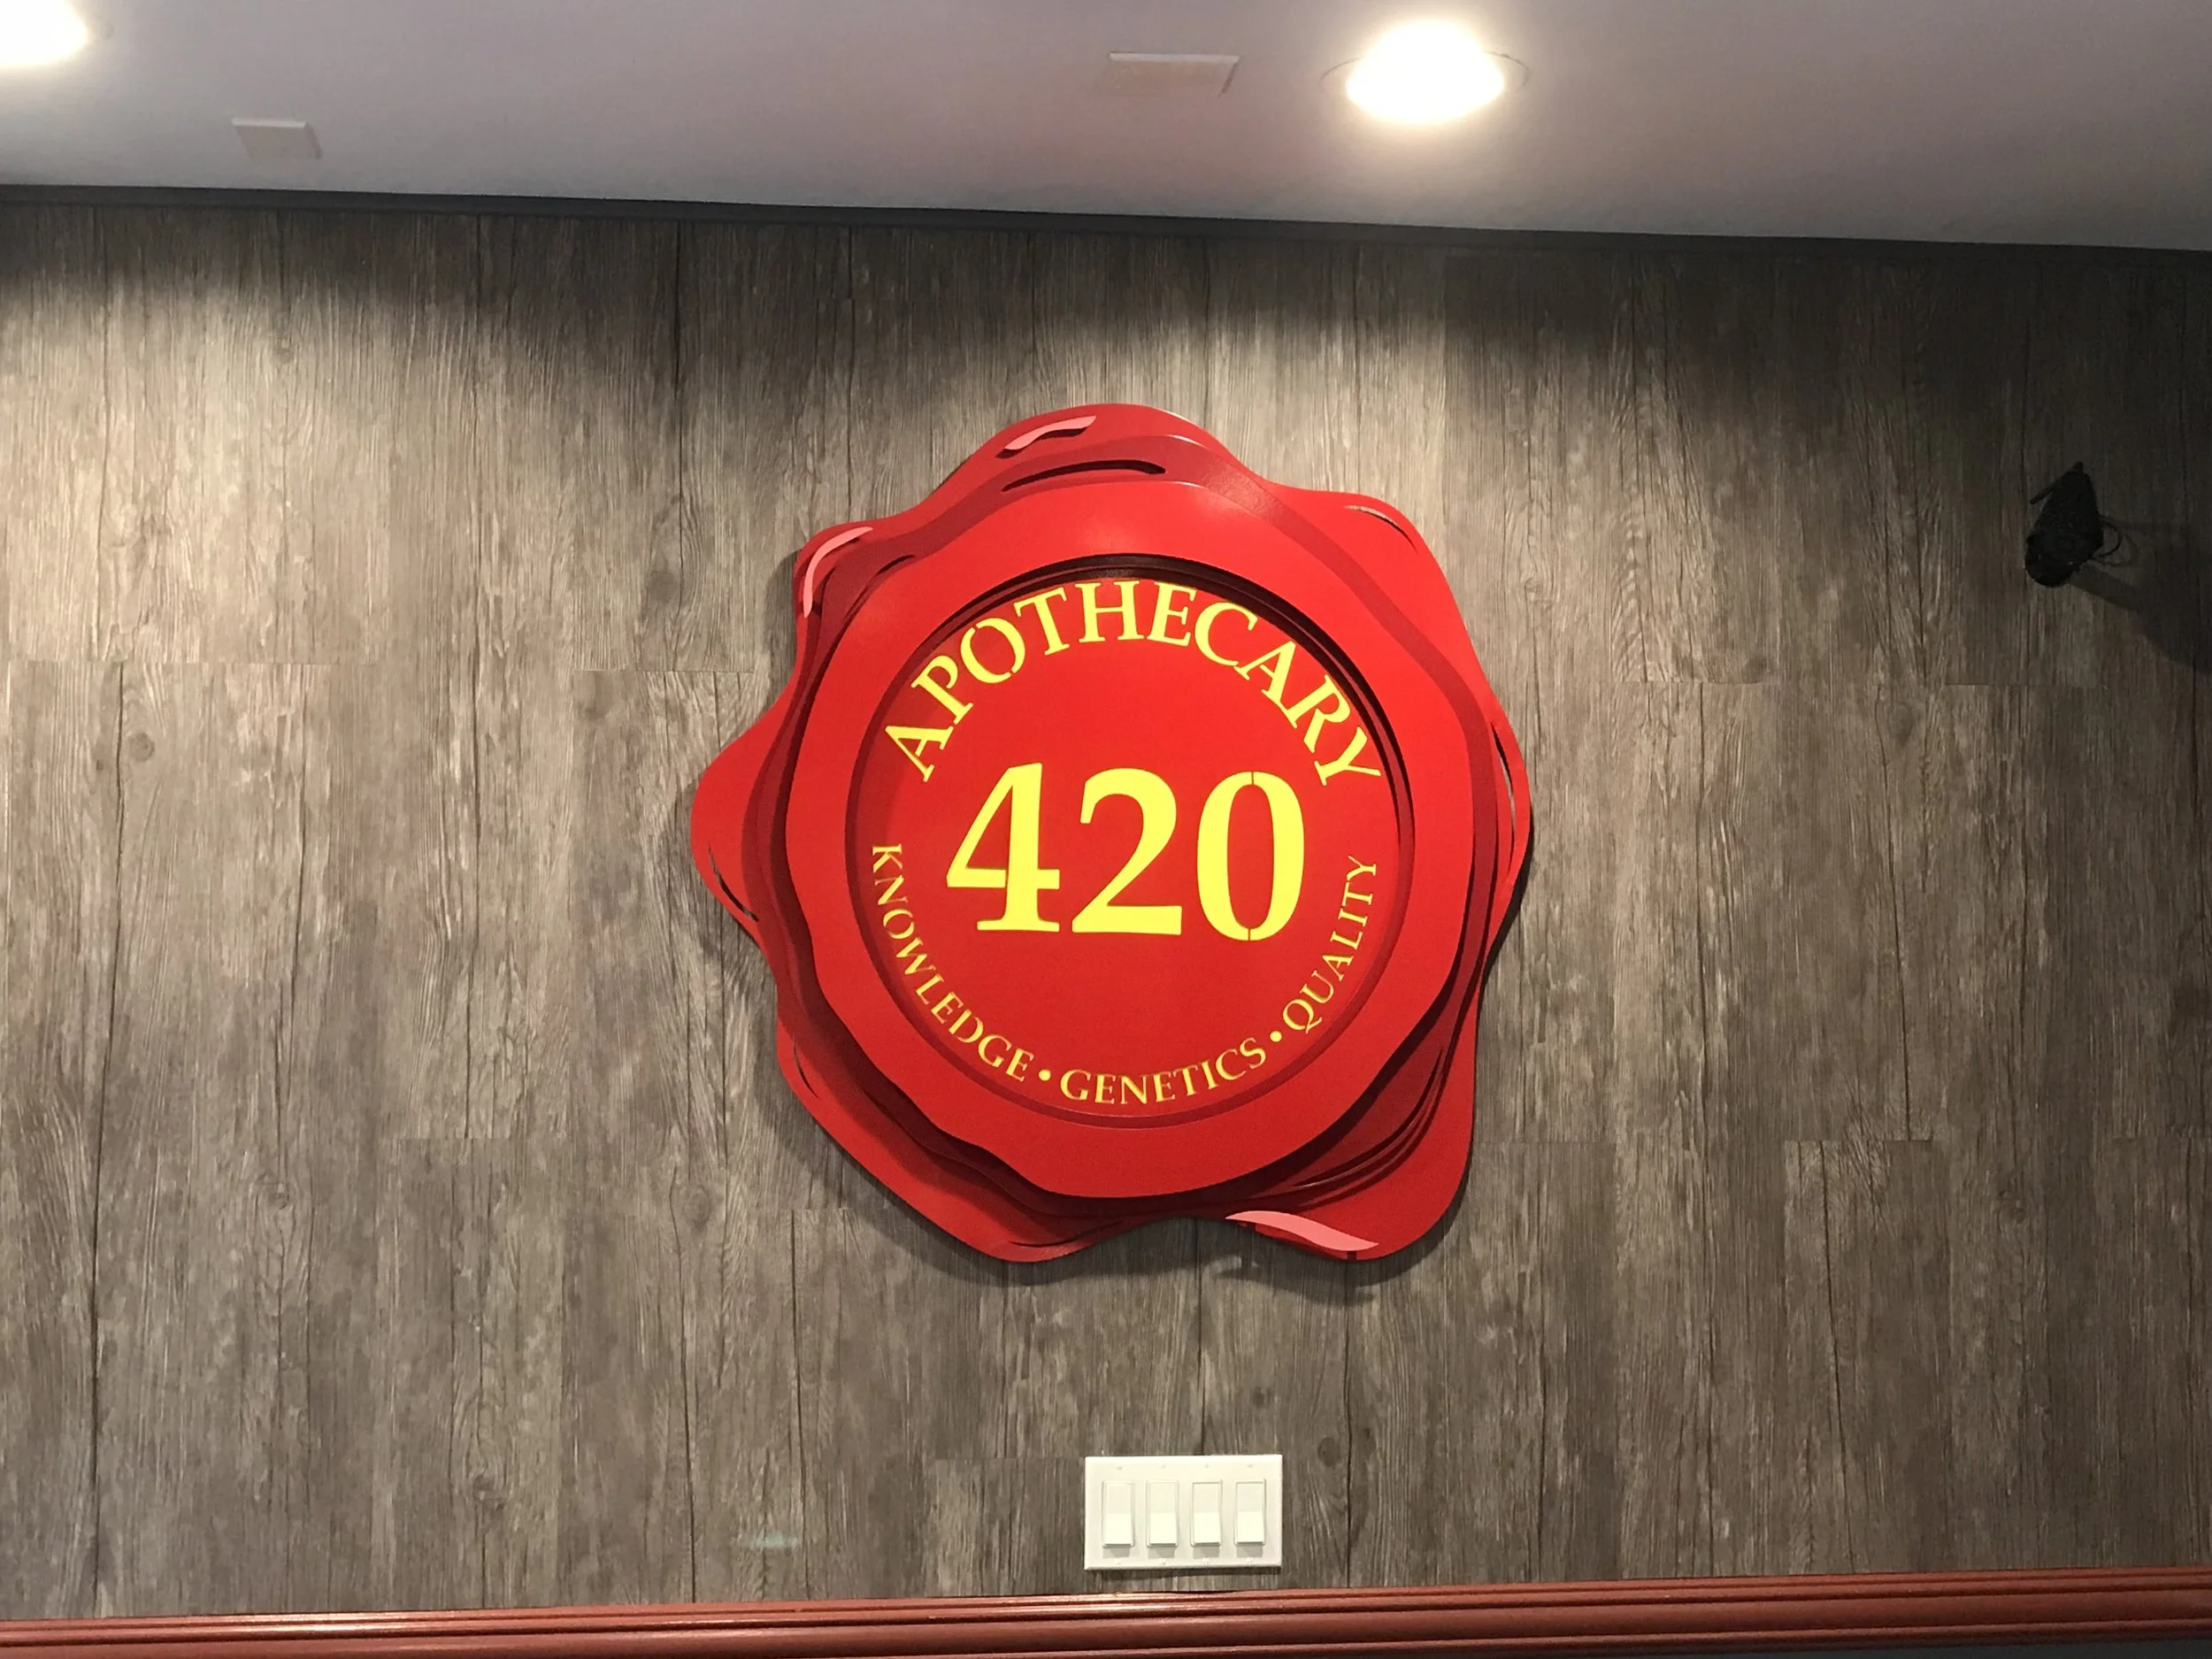 APOTHECARY
420
KNOWLEDGE • GENETICS • QUALITY